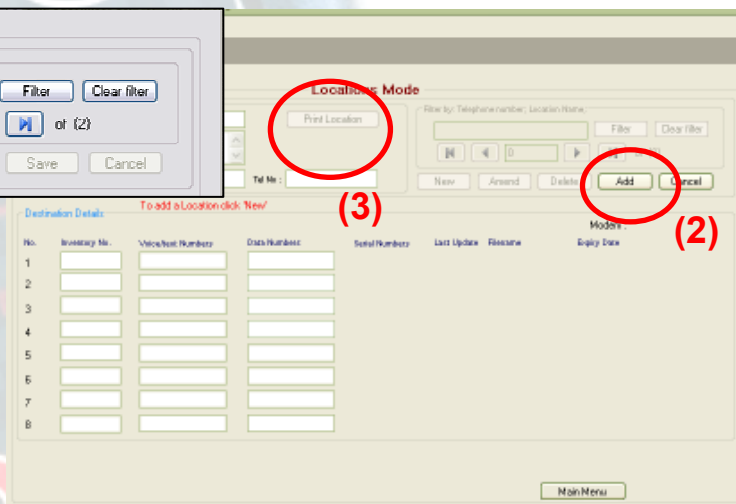 Filter Clear filter
of (2)
Save Cancel
Locations Mode
Print Location
Filter by: Telephone number; Location Name;
Filter Clear filter
0
Tel No :
New Amend Delete Add Cancel
(3)
(2)
To add a Location click 'New'
Destination Details
Modem :
No. Inventory No. Voice/text Numbers Data Numbers Serial Numbers Last Update Filename Expiry Date
1
2
3
4
5
6
7
8
Main Menu